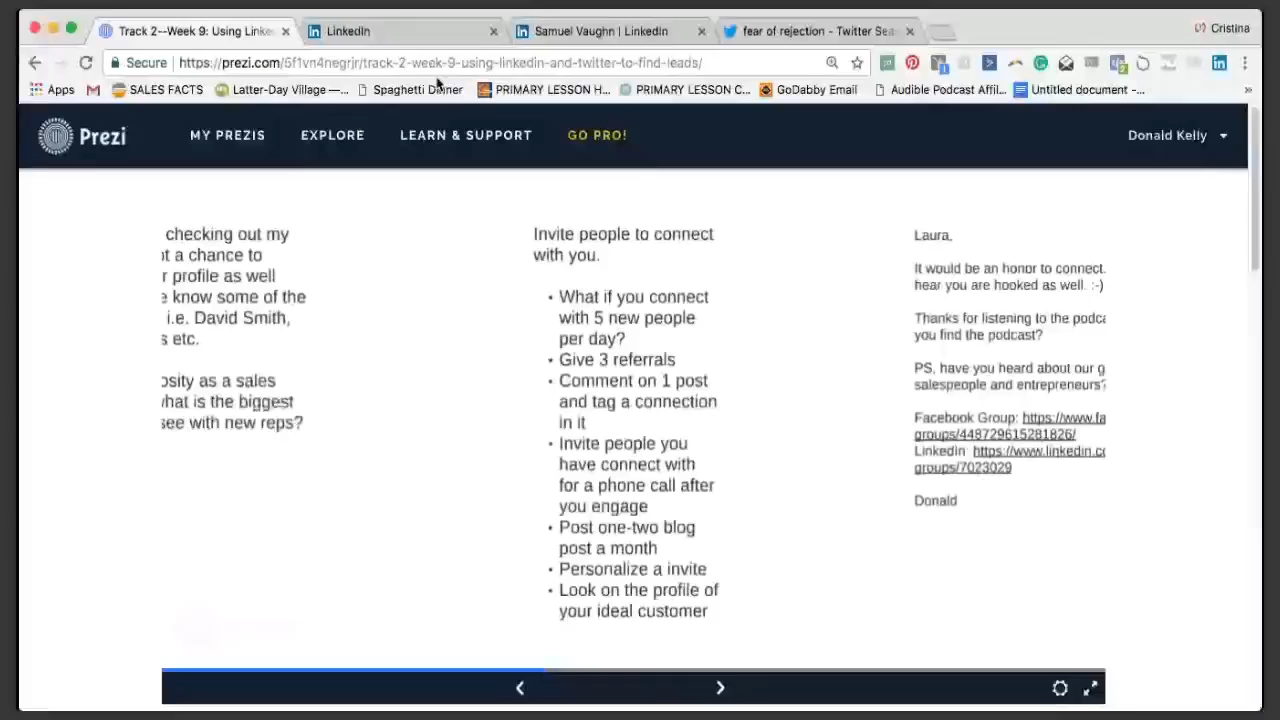 Track 2--Week 9: Using Linke
LinkedIn
Samuel Vaughn | LinkedIn
fear of rejection - Twitter Sea
Cristina
Secure
https://prezi.com/5f1vn4negrjr/track-2-week-9-using-linkedin-and-twitter-to-find-leads/
Apps
SALES FACTS
Latter-Day Village —...
Spaghetti Dinner
PRIMARY LESSON H...
PRIMARY LESSON C...
GoDabby Email
Audible Podcast Affil...
Untitled document -...
Prezi
MY PREZIS
EXPLORE
LEARN & SUPPORT
GO PRO!
Donald Kelly
checking out my
t a chance to
r profile as well
e know some of the
i.e. David Smith,
s etc.
osity as a sales
hat is the biggest
see with new reps?
Invite people to connect
with you.
• What if you connect
with 5 new people
per day?
• Give 3 referrals
• Comment on 1 post
and tag a connection
in it
• Invite people you
have connect with
for a phone call after
you engage
• Post one-two blog
post a month
• Personalize a invite
• Look on the profile of
your ideal customer
Laura,
It would be an honor to connect.
hear you are hooked as well. :-)
Thanks for listening to the podc
you find the podcast?
PS, have you heard about our g
salespeople and entrepreneurs?
Facebook Group: https://www.fa
groups/448729615281826/
LinkedIn: https://www.linkedin.c
groups/7023029
Donald